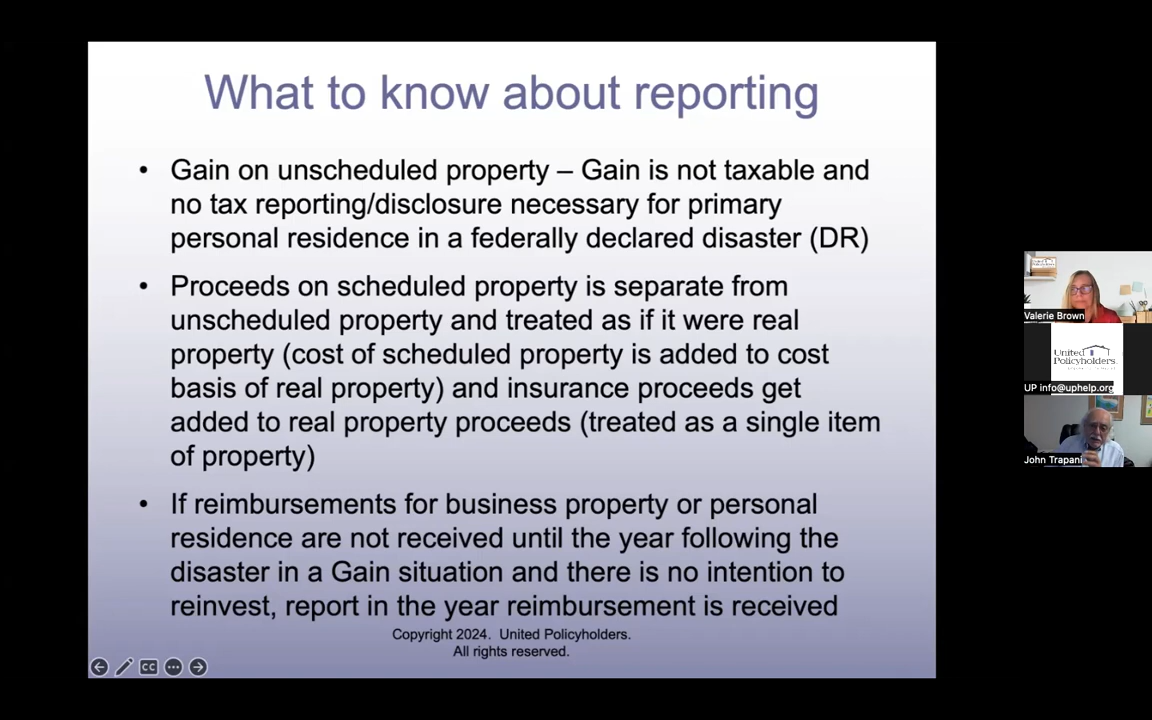 What to know about reporting
• Gain on unscheduled property – Gain is not taxable and
no tax reporting/disclosure necessary for primary
personal residence in a federally declared disaster (DR)
• Proceeds on scheduled property is separate from
unscheduled property and treated as if it were real
property (cost of scheduled property is added to cost
basis of real property) and insurance proceeds get
added to real property proceeds (treated as a single item
of property)
• If reimbursements for business property or personal
residence are not received until the year following the
disaster in a Gain situation and there is no intention to
reinvest, report in the year reimbursement is received
Copyright 2024. United Policyholders.
All rights reserved.
CC
Valerie Brown
United
Policyholders
UP info@uphelp.org
John Trapani